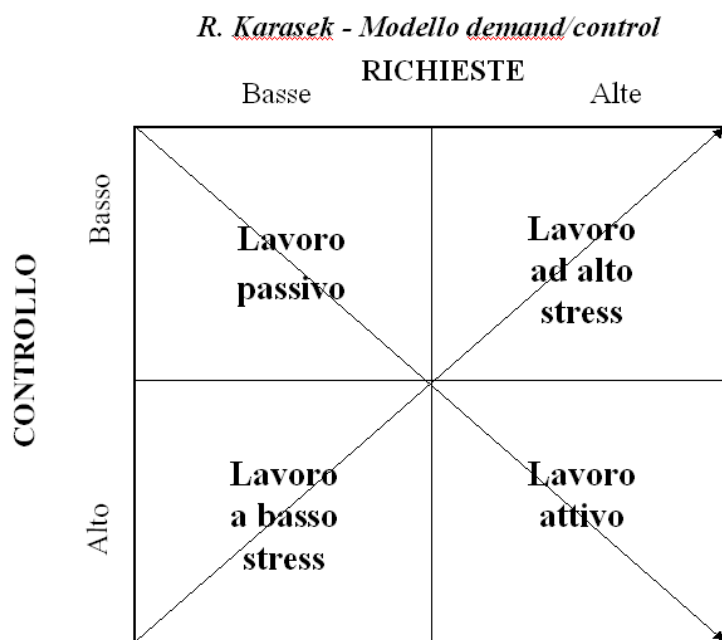 R. Karasek - Modello demand/control
RICHIESTE
Basse
Alte
CONTROLLO
Basso
Lavoro
passivo
Lavoro
ad alto
stress
Alto
Lavoro
a basso
stress
Lavoro
attivo